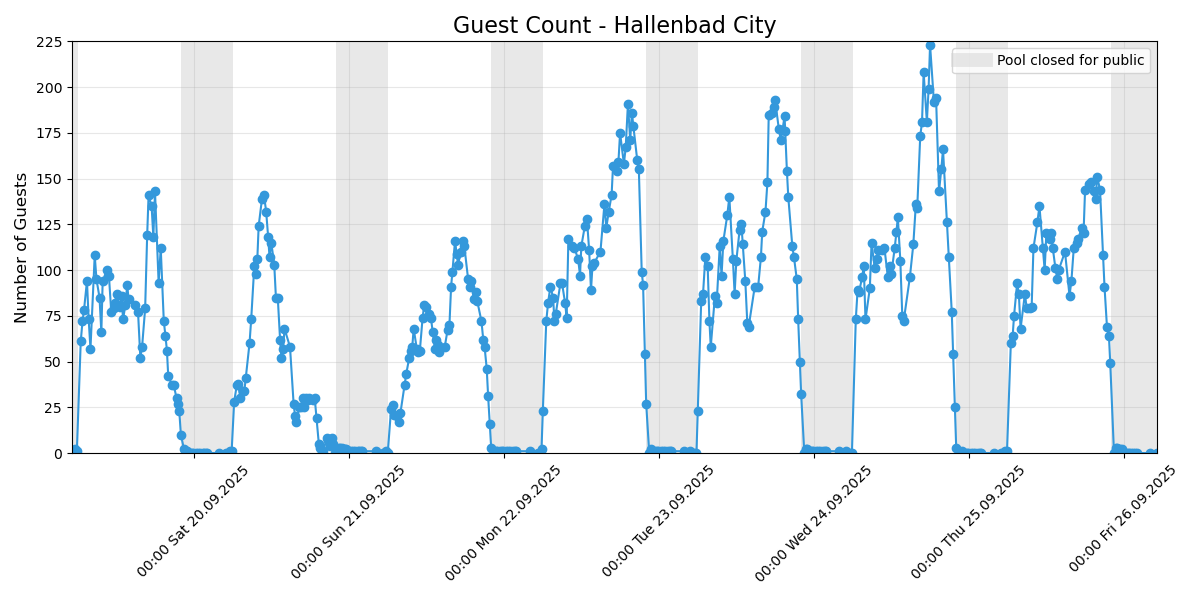 Guest Count - Hallenbad City
Number of Guests
225
200
175
150
125
100
75
50
25
0
Pool closed for public
00:00 Sat 20.09.2025
00:00 Sun 21.09.2025
00:00 Mon 22.09.2025
00:00 Tue 23.09.2025
00:00 Wed 24.09.2025
00:00 Thu 25.09.2025
00:00 Fri 26.09.2025